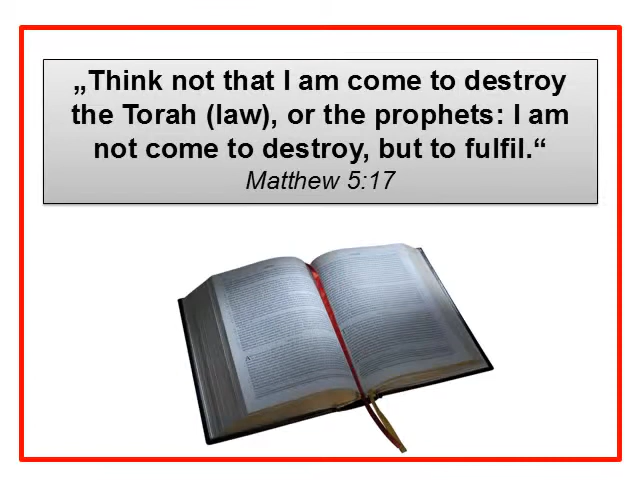 „Think not that I am come to destroy
the Torah (law), or the prophets: I am
not come to destroy, but to fulfil.“
Matthew 5:17